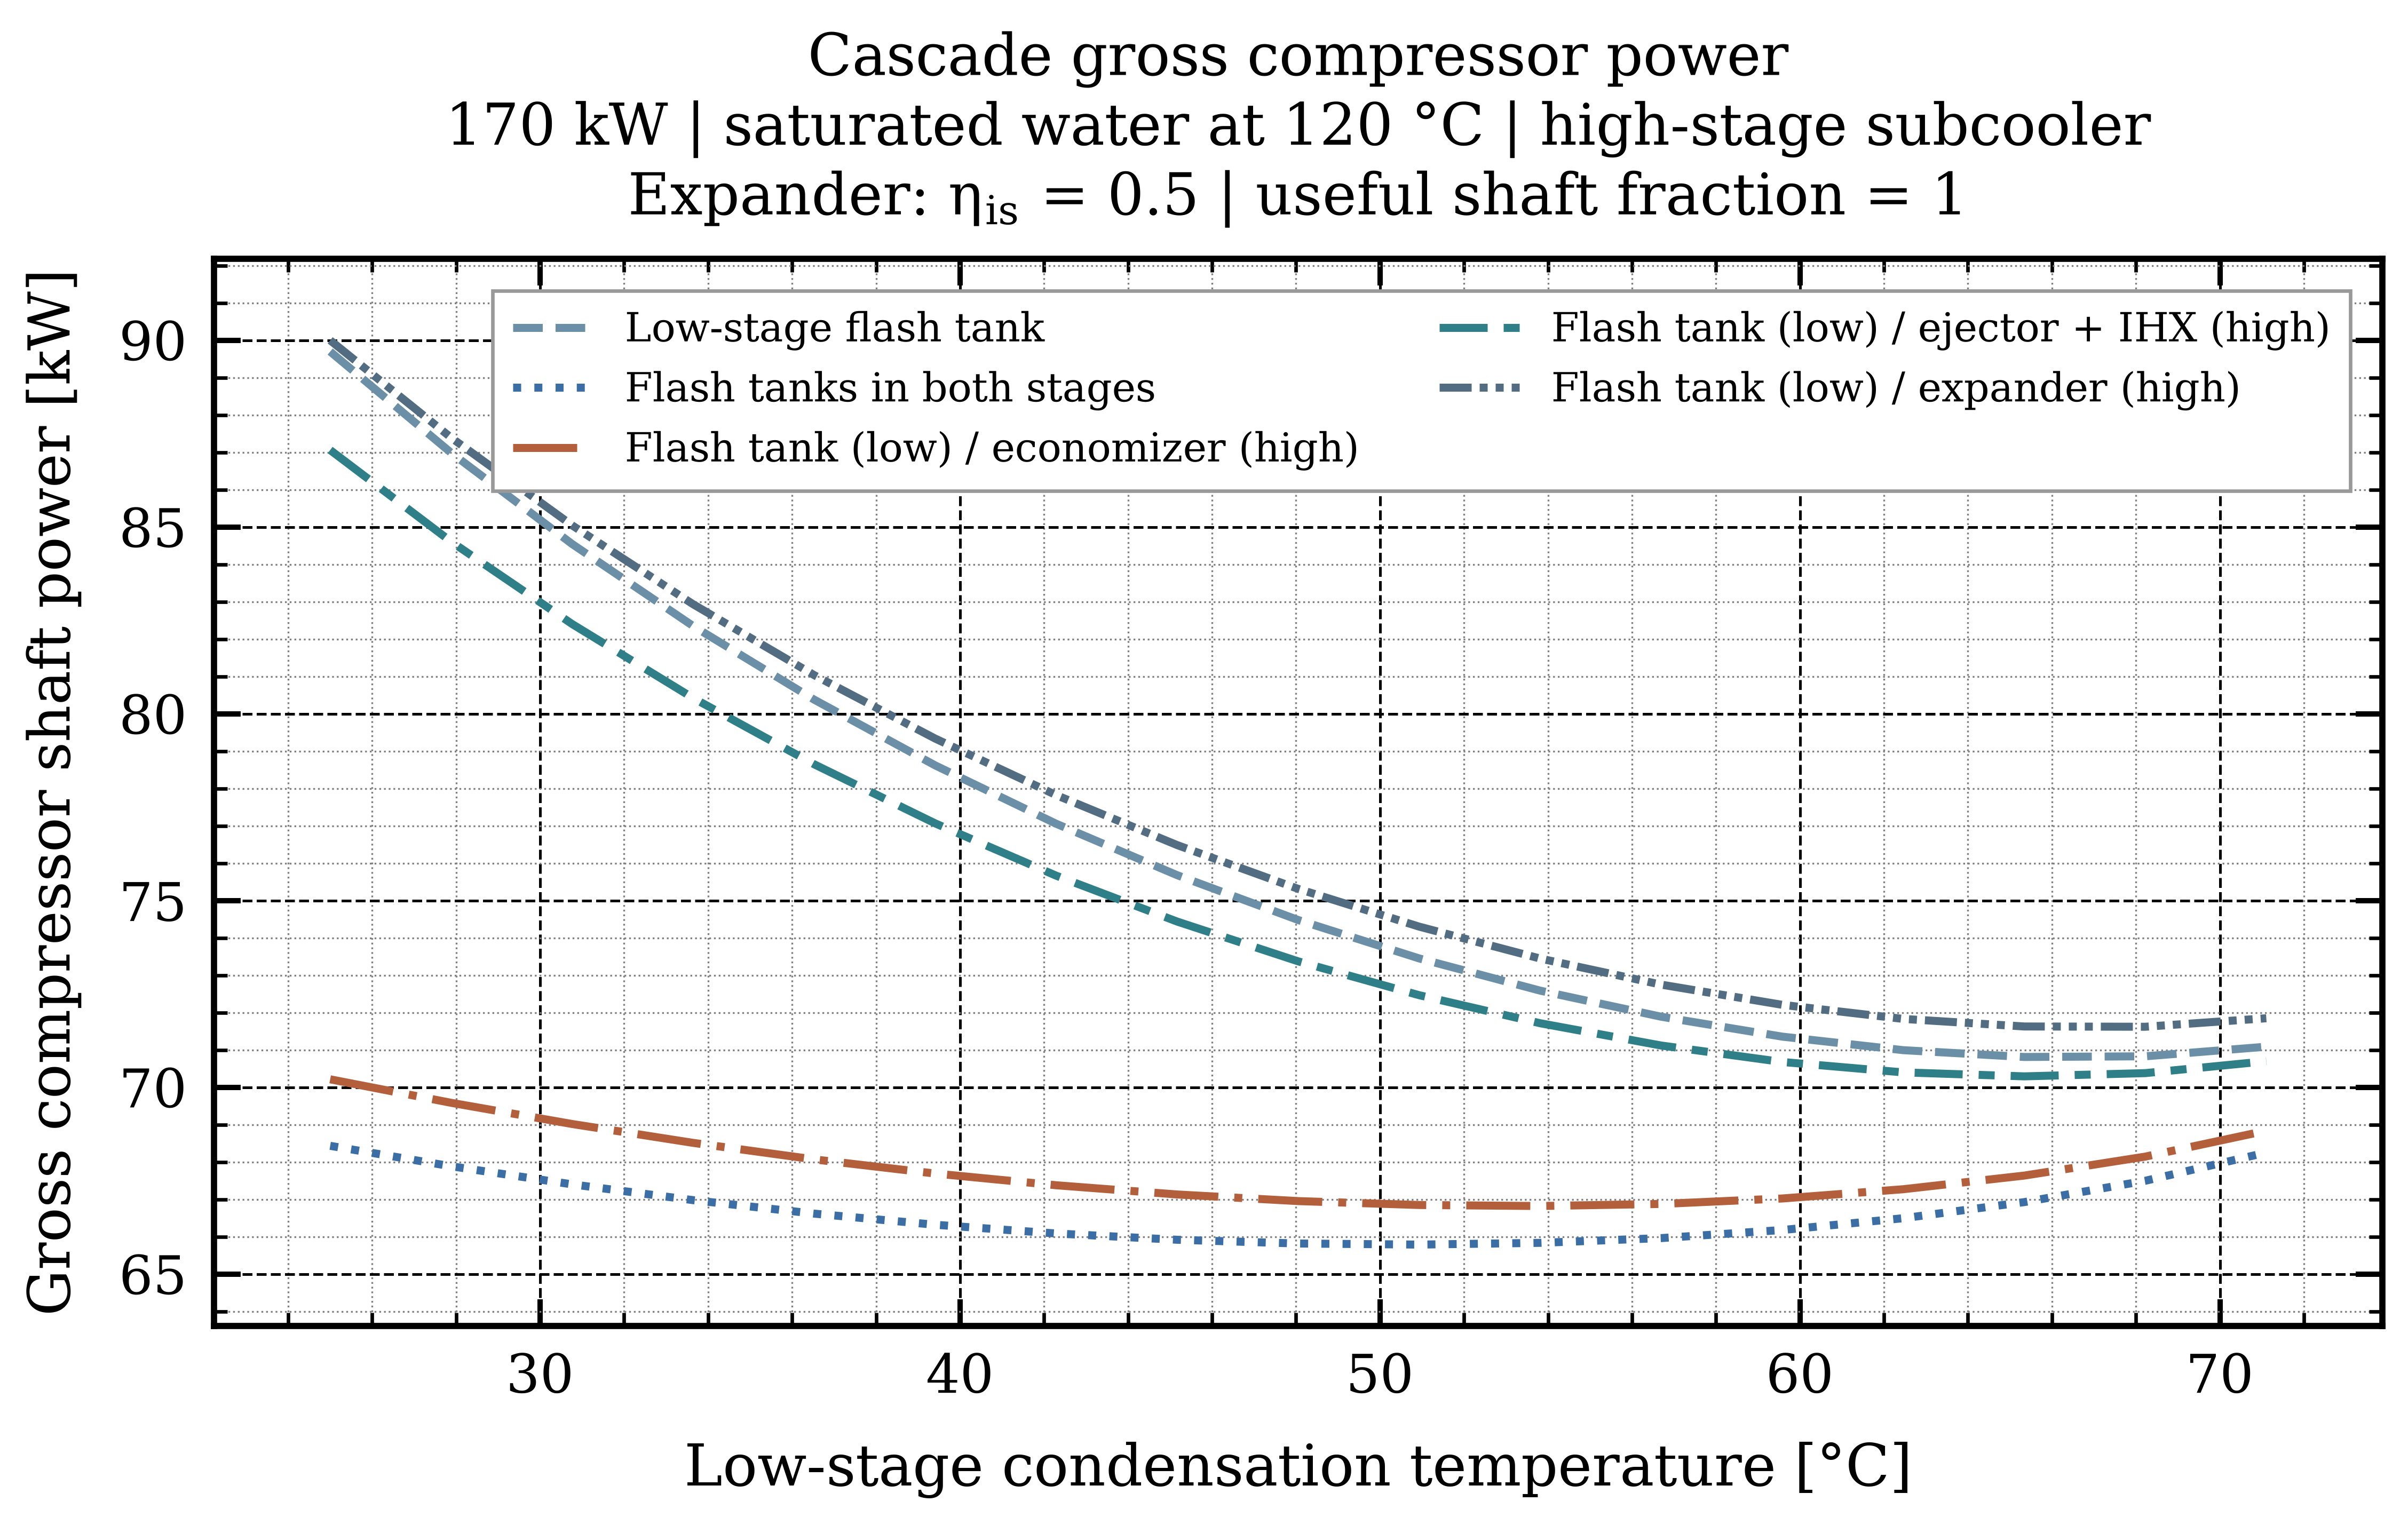 Cascade gross compressor power
170 kW | saturated water at 120 °C | high-stage subcooler
Expander: ηis = 0.5 | useful shaft fraction = 1
Gross compressor shaft power [kW]
90
85
80
75
70
65
Low-stage flash tank
Flash tanks in both stages
Flash tank (low) / economizer (high)
Flash tank (low) / ejector + IHX (high)
Flash tank (low) / expander (high)
30 40 50 60 70
Low-stage condensation temperature [°C]